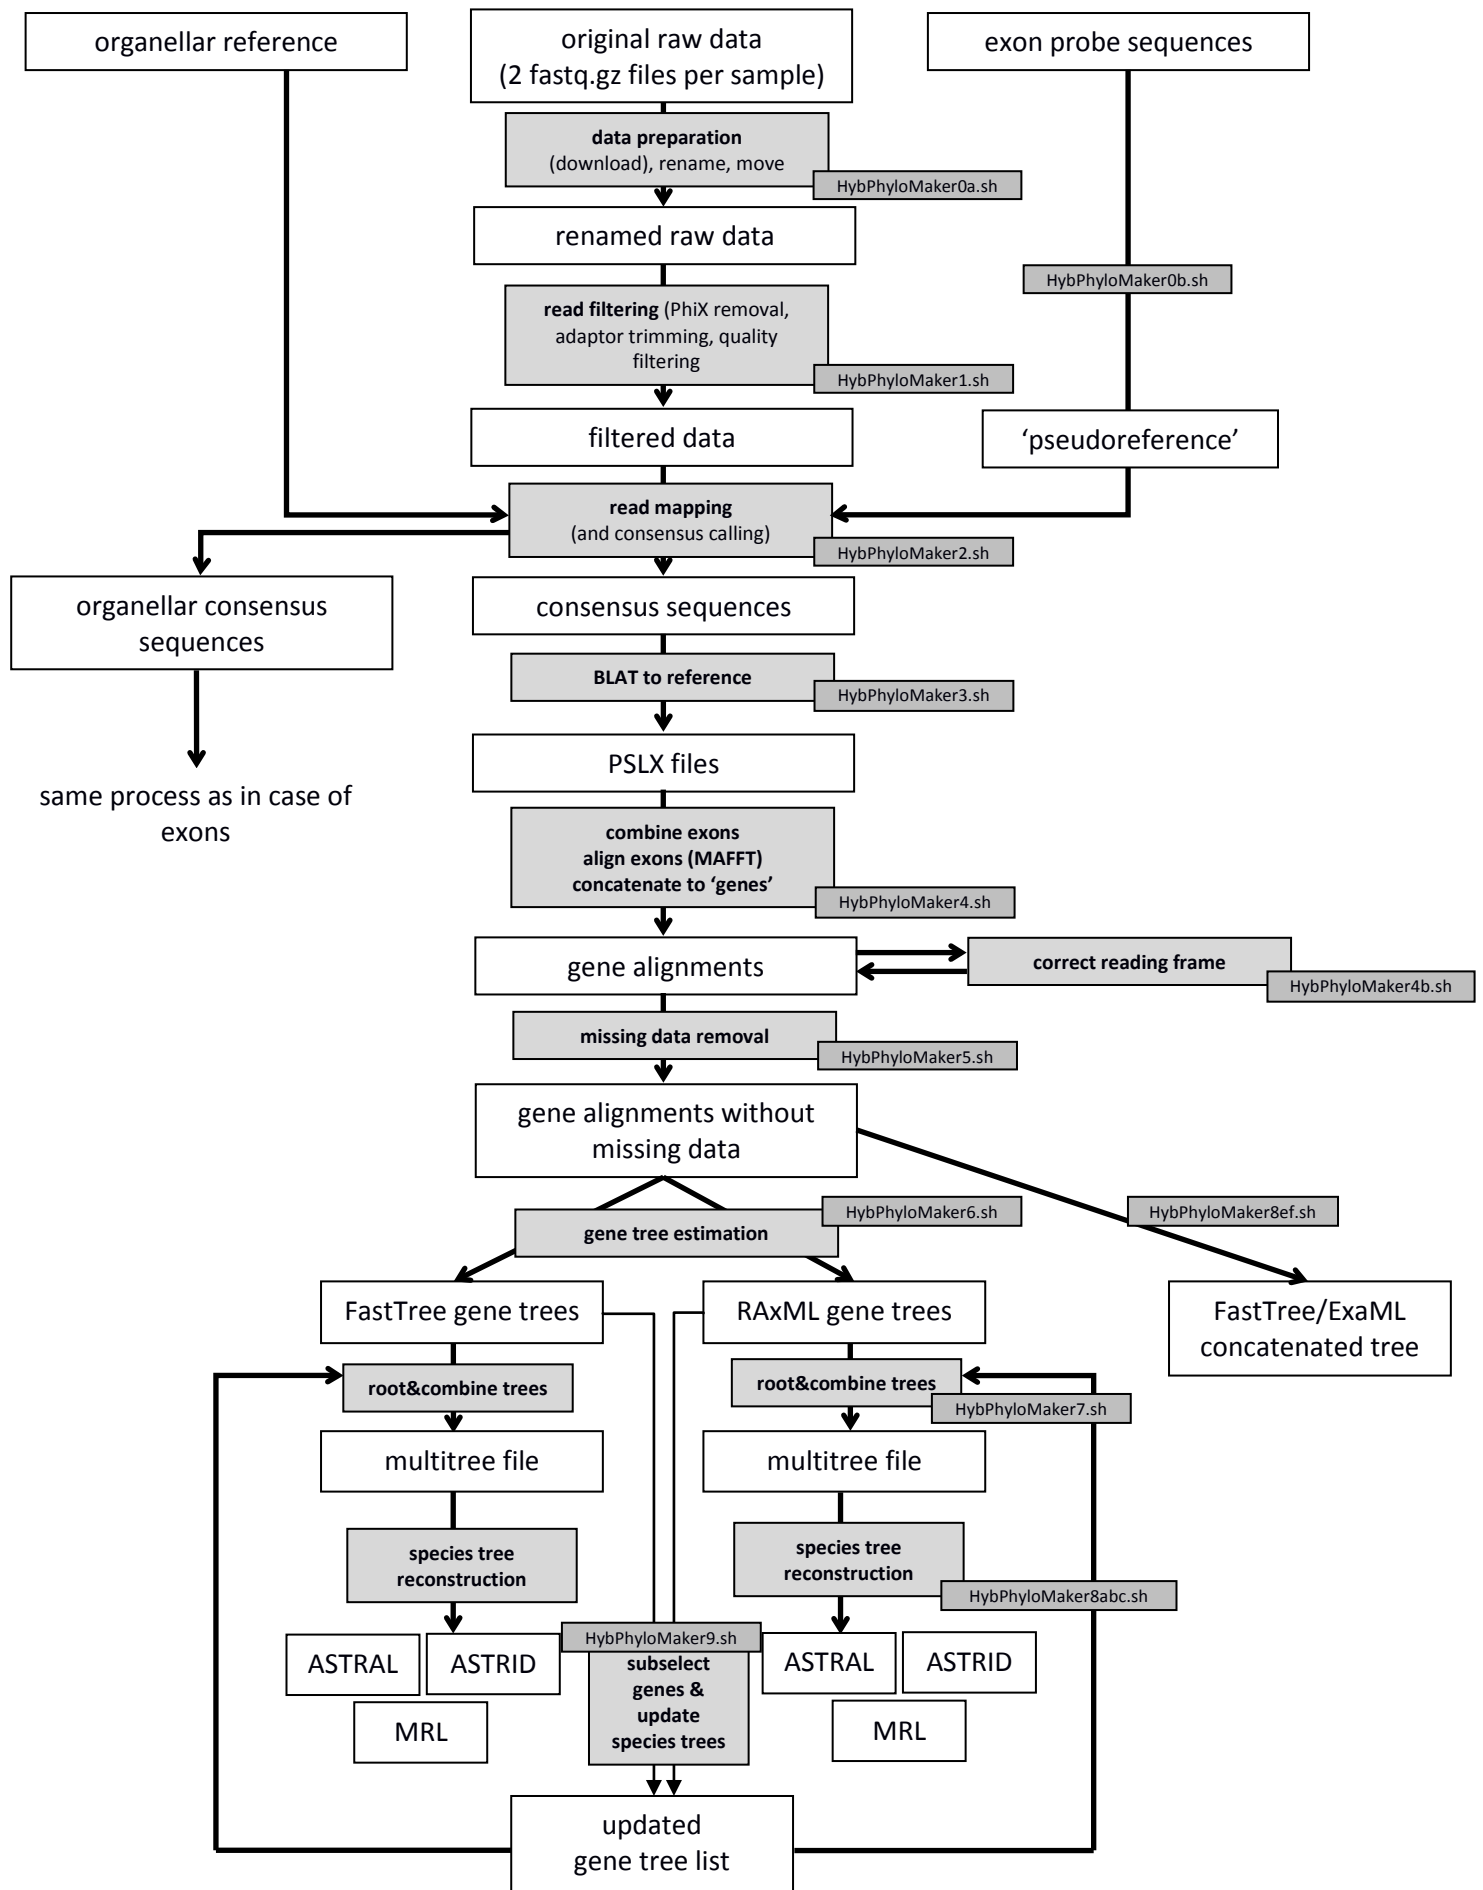 organellar reference
original raw data
(2 fastq.gz files per sample)
exon probe sequences
data preparation
(download), rename, move
HybPhyloMaker0a.sh
renamed raw data
HybPhyloMaker0b.sh
read filtering (PhiX removal,
adaptor trimming, quality
filtering
HybPhyloMaker1.sh
filtered data
‘pseudoreference’
read mapping
(and consensus calling)
HybPhyloMaker2.sh
organellar consensus
sequences
consensus sequences
BLAT to reference
HybPhyloMaker3.sh
PSLX files
same process as in case of
exons
combine exons
align exons (MAFFT)
concatenate to ‘genes’
HybPhyloMaker4.sh
gene alignments
correct reading frame
HybPhyloMaker4b.sh
missing data removal
HybPhyloMaker5.sh
gene alignments without
missing data
HybPhyloMaker6.sh
HybPhyloMaker8ef.sh
gene tree estimation
FastTree gene trees
RAxML gene trees
FastTree/ExaML
concatenated tree
root&combine trees
root&combine trees
HybPhyloMaker7.sh
multitree file
multitree file
species tree
reconstruction
species tree
reconstruction
HybPhyloMaker8abc.sh
HybPhyloMaker9.sh
ASTRAL
ASTRID
subselect
genes &
update
species trees
ASTRAL
ASTRID
MRL
MRL
updated
gene tree list